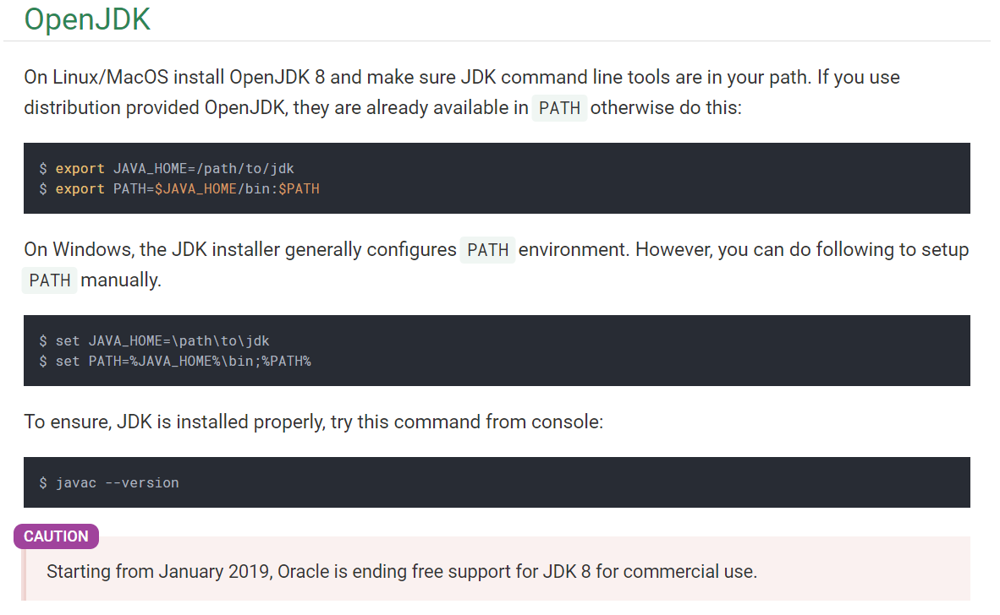 OpenJDK
On Linux/MacOS install OpenJDK 8 and make sure JDK command line tools are in your path. If you use
distribution provided OpenJDK, they are already available in PATH otherwise do this:
$ export JAVA_HOME=/path/to/jdk
$ export PATH=$JAVA_HOME/bin:$PATH
On Windows, the JDK installer generally configures PATH environment. However, you can do following to setup
PATH manually.
$ set JAVA_HOME=\path\to\jdk
$ set PATH=%JAVA_HOME%\bin;%PATH%
To ensure, JDK is installed properly, try this command from console:
$ javac --version
CAUTION
Starting from January 2019, Oracle is ending free support for JDK 8 for commercial use.